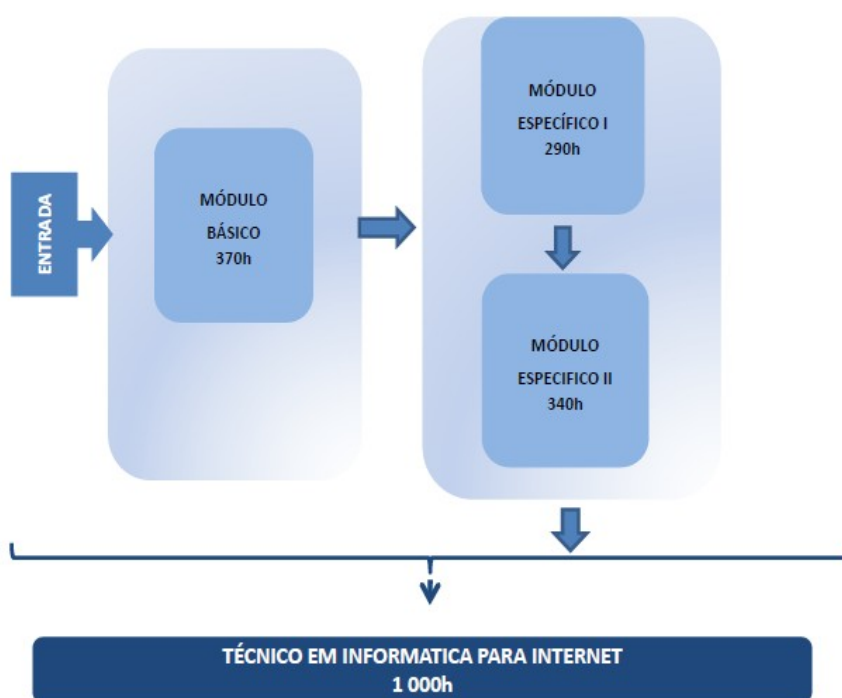 ENTRADA
MÓDULO
BÁSICO
370h
MÓDULO
ESPECÍFICO I
290h
MÓDULO
ESPECIFICO II
340h
TÉCNICO EM INFORMATICA PARA INTERNET
1 000h